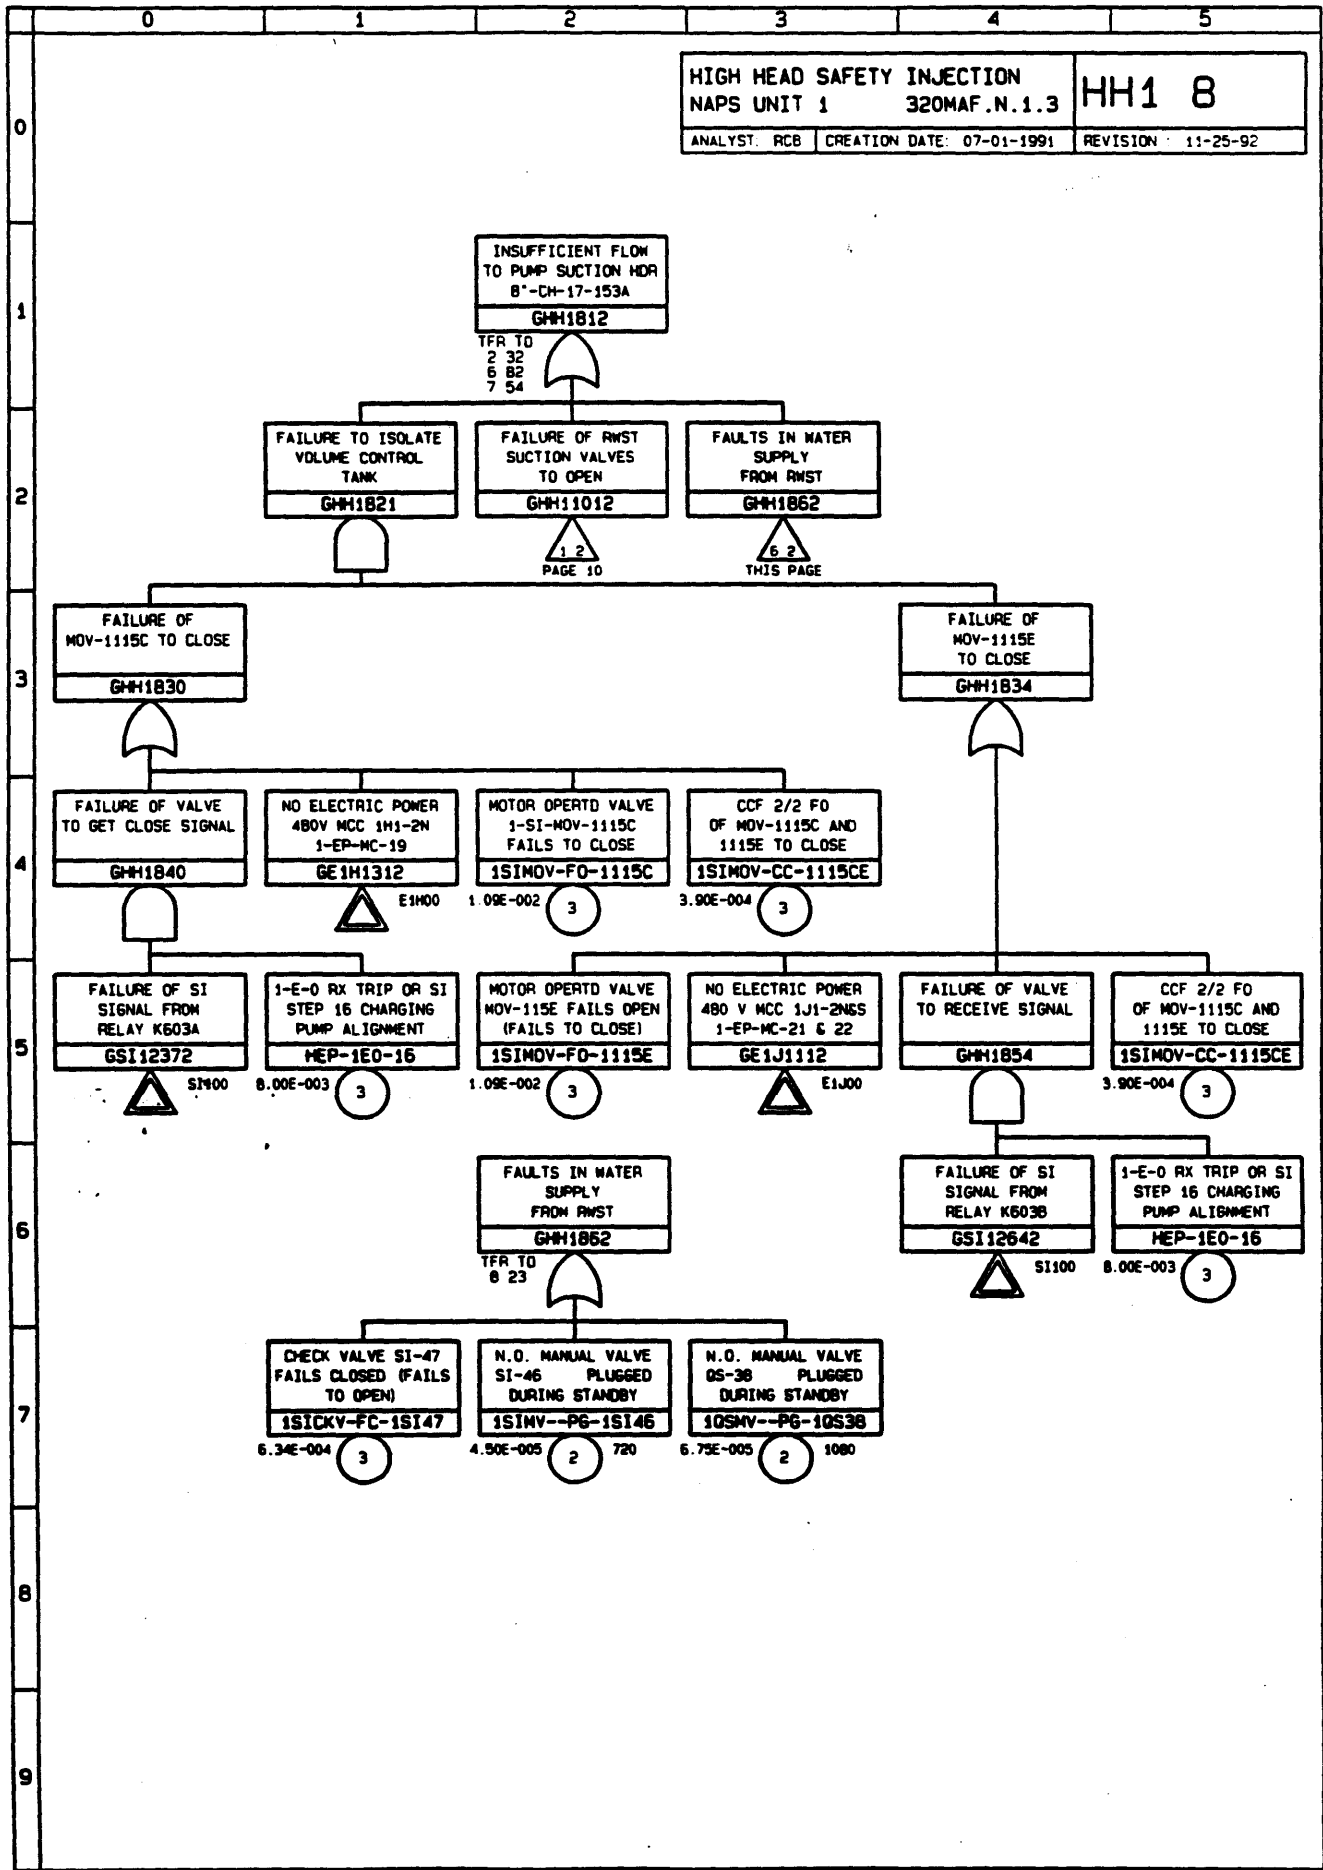 0 1 2 3 4 5
HIGH HEAD SAFETY INJECTION
NAPS UNIT 1 320MAF.N.1.3
HH1 8
ANALYST: RCB CREATION DATE: 07-01-1991 REVISION : 11-25-92
0
1
2
3
4
5
6
7
8
9
INSUFFICIENT FLOW
TO PUMP SUCTION HDR
8"-CH-17-153A
GHH1812
TFR TO
2 32
6 82
7 54
FAILURE TO ISOLATE
VOLUME CONTROL
TANK
GHH1821
FAILURE OF RWST
SUCTION VALVES
TO OPEN
GHH11012
1 2
PAGE 10
FAULTS IN WATER
SUPPLY
FROM RWST
GHH1862
6 2
THIS PAGE
FAILURE OF
MOV-1115C TO CLOSE
GHH1830
FAILURE OF
MOV-1115E
TO CLOSE
GHH1834
FAILURE OF VALVE
TO GET CLOSE SIGNAL
GHH1840
NO ELECTRIC POWER
480V MCC 1H1-2N
1-EP-MC-19
GE1H1312
E1H00
MOTOR OPERTD VALVE
1-SI-MOV-1115C
FAILS TO CLOSE
1SIMOV-FO-1115C
1.09E-002
3
CCF 2/2 FO
OF MOV-1115C AND
1115E TO CLOSE
1SIMOV-CC-1115CE
3.90E-004
3
FAILURE OF SI
SIGNAL FROM
RELAY K603A
GSI12372
SI100
1-E-0 RX TRIP OR SI
STEP 16 CHARGING
PUMP ALIGNMENT
HEP-1E0-16
8.00E-003
3
MOTOR OPERTD VALVE
MOV-115E FAILS OPEN
(FAILS TO CLOSE)
1SIMOV-FO-1115E
1.09E-002
3
NO ELECTRIC POWER
480 V MCC 1J1-2N&S
1-EP-MC-21 & 22
GE1J1112
E1J00
FAILURE OF VALVE
TO RECEIVE SIGNAL
GHH1854
CCF 2/2 FO
OF MOV-1115C AND
1115E TO CLOSE
1SIMOV-CC-1115CE
3.90E-004
3
FAULTS IN WATER
SUPPLY
FROM RWST
GHH1862
TFR TO
8 23
FAILURE OF SI
SIGNAL FROM
RELAY K603B
GSI12642
SI100
1-E-0 RX TRIP OR SI
STEP 16 CHARGING
PUMP ALIGNMENT
HEP-1E0-16
8.00E-003
3
CHECK VALVE SI-47
FAILS CLOSED (FAILS
TO OPEN)
1SICKV-FC-1SI47
6.34E-004
3
N.O. MANUAL VALVE
SI-46 PLUGGED
DURING STANDBY
1SIMV--PG-1SI46
4.50E-005
2
720
N.O. MANUAL VALVE
QS-38 PLUGGED
DURING STANDBY
1QSMV--PG-1QS38
6.75E-005
2
1080